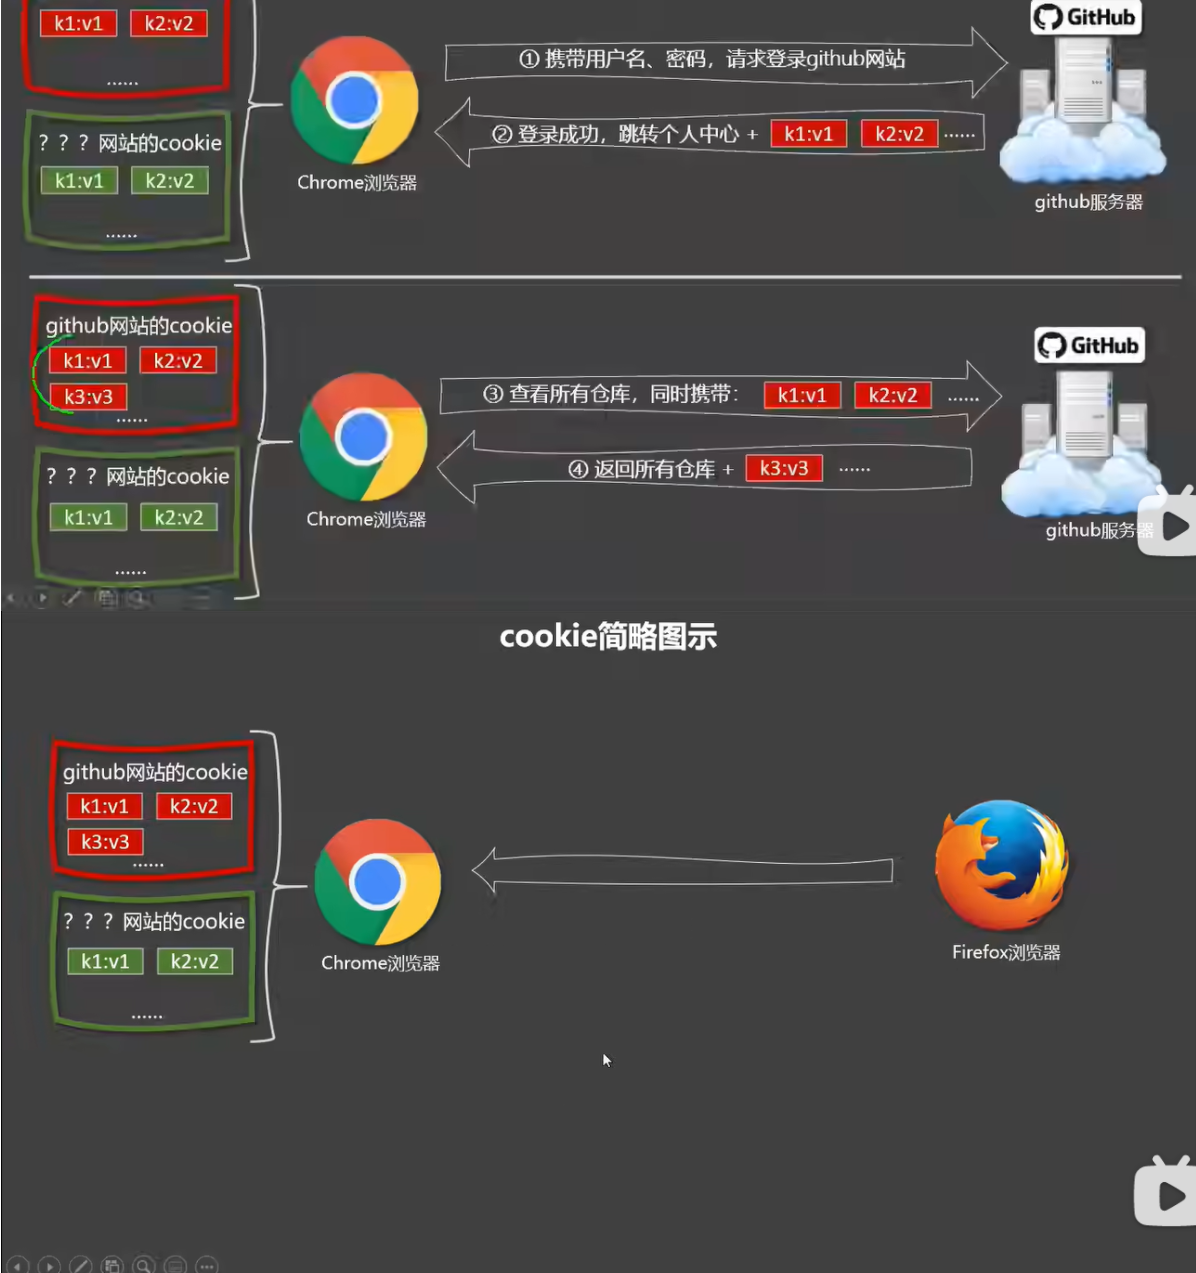 k1:v1 k2:v2
......
? ? ? 网站的cookie
k1:v1 k2:v2
......
Chrome浏览器
① 携带用户名、密码，请求登录github网站
② 登录成功，跳转个人中心 + k1:v1 k2:v2 ......
GitHub
github服务器
github网站的cookie
k1:v1 k2:v2
k3:v3
......
? ? ? 网站的cookie
k1:v1 k2:v2
......
Chrome浏览器
③ 查看所有仓库，同时携带： k1:v1 k2:v2 ......
④ 返回所有仓库 + k3:v3 ......
GitHub
github服务器
cookie简略图示
github网站的cookie
k1:v1 k2:v2
k3:v3
......
? ? ? 网站的cookie
k1:v1 k2:v2
......
Chrome浏览器
Firefox浏览器